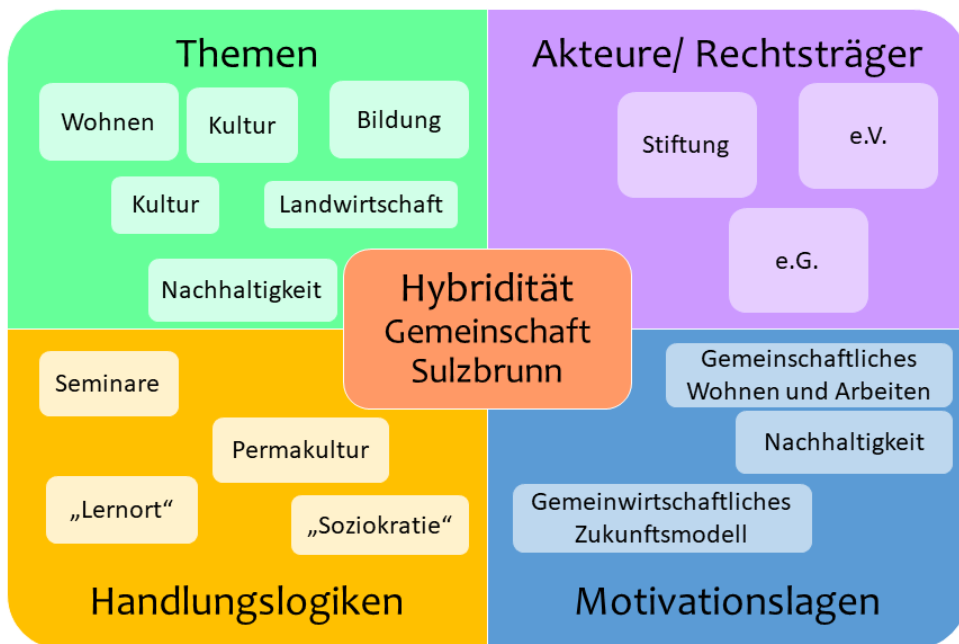 Themen
Wohnen
Kultur
Bildung
Kultur
Landwirtschaft
Nachhaltigkeit
Akteure/ Rechtsträger
Stiftung
e.V.
e.G.
Hybridität
Gemeinschaft
Sulzbrunn
Seminare
Permakultur
„Lernort“
„Soziokratie“
Handlungslogiken
Gemeinschaftliches
Wohnen und Arbeiten
Nachhaltigkeit
Gemeinwirtschaftliches
Zukunftsmodell
Motivationslagen